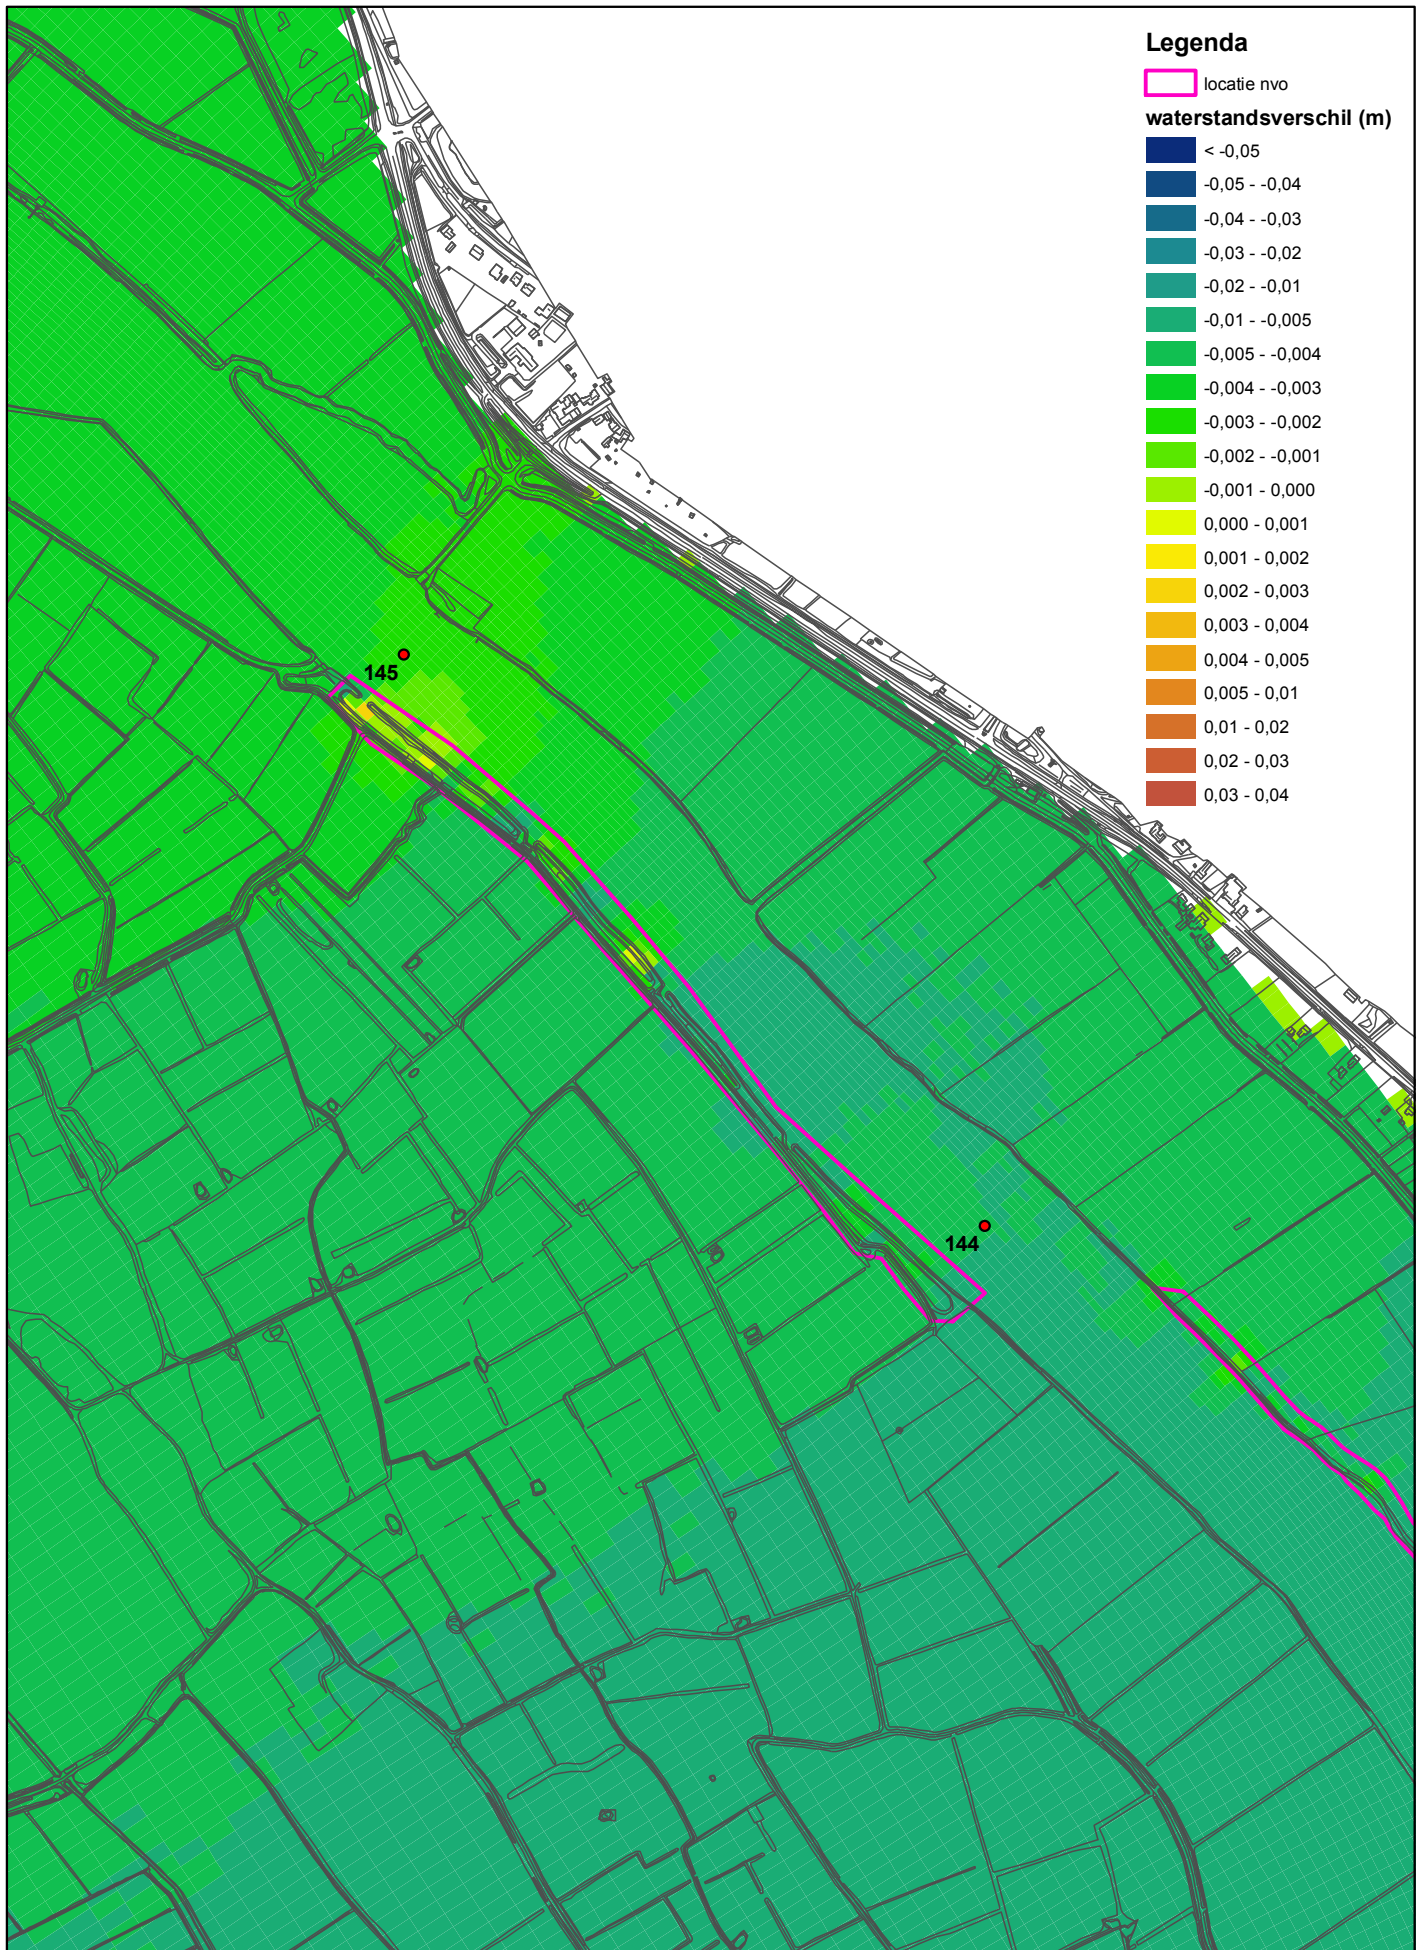 Legenda
locatie nvo
waterstandsverschil (m)
< -0,05
-0,05 - -0,04
-0,04 - -0,03
-0,03 - -0,02
-0,02 - -0,01
-0,01 - -0,005
-0,005 - -0,004
-0,004 - -0,003
-0,003 - -0,002
-0,002 - -0,001
-0,001 - 0,000
0,000 - 0,001
0,001 - 0,002
0,002 - 0,003
0,003 - 0,004
0,004 - 0,005
0,005 - 0,01
0,01 - 0,02
0,02 - 0,03
0,03 - 0,04
145
144